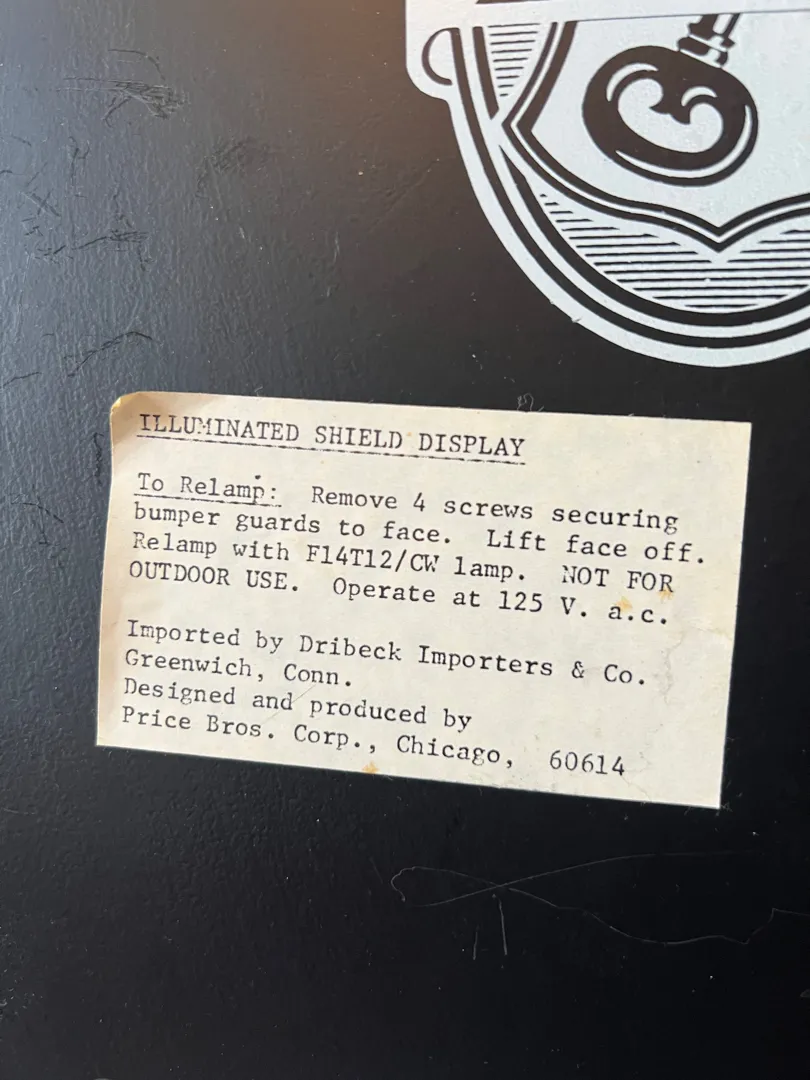 ILLUMINATED SHIELD DISPLAY
To Relamp: Remove 4 screws securing
bumper guards to face. Lift face off.
Relamp with F14T12/CW lamp. NOT FOR
OUTDOOR USE. Operate at 125 V. a.c.
Imported by Dribeck Importers & Co.
Greenwich, Conn.
Designed and produced by
Price Bros. Corp., Chicago, 60614